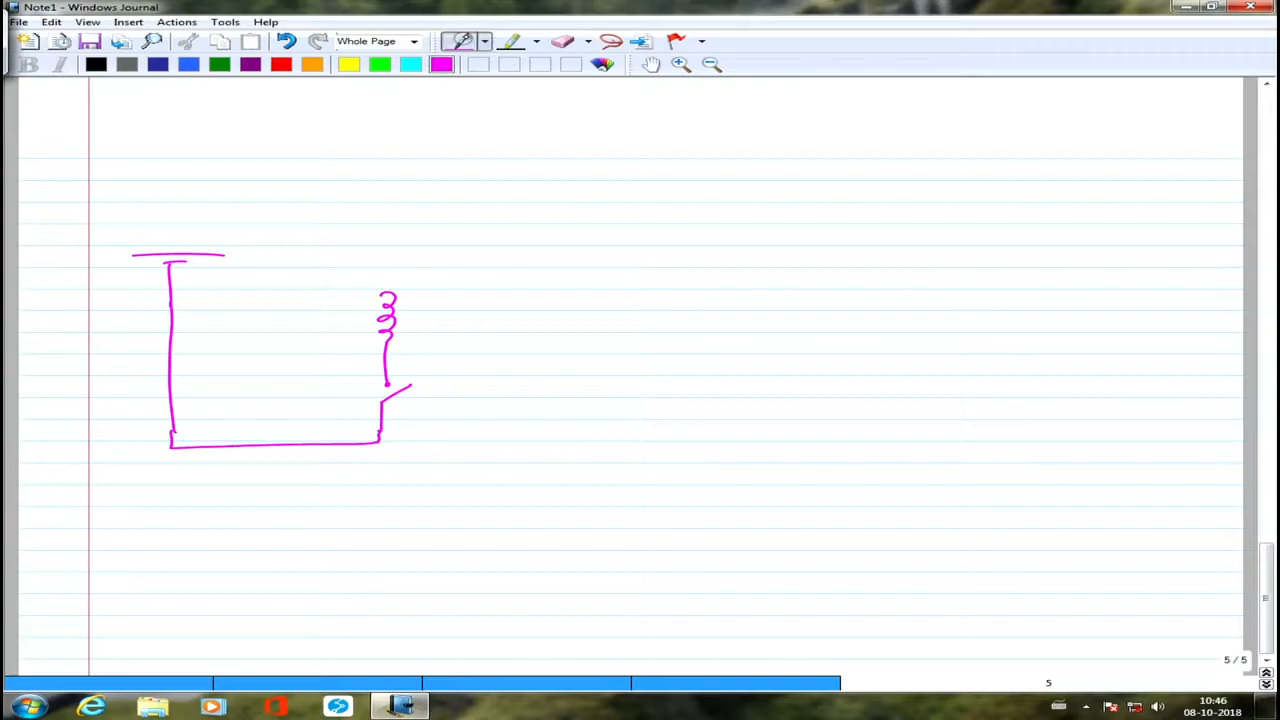 Note1 - Windows Journal
File Edit View Insert Actions Tools Help
Whole Page
B I
5 / 5
5
10:46
08-10-2018